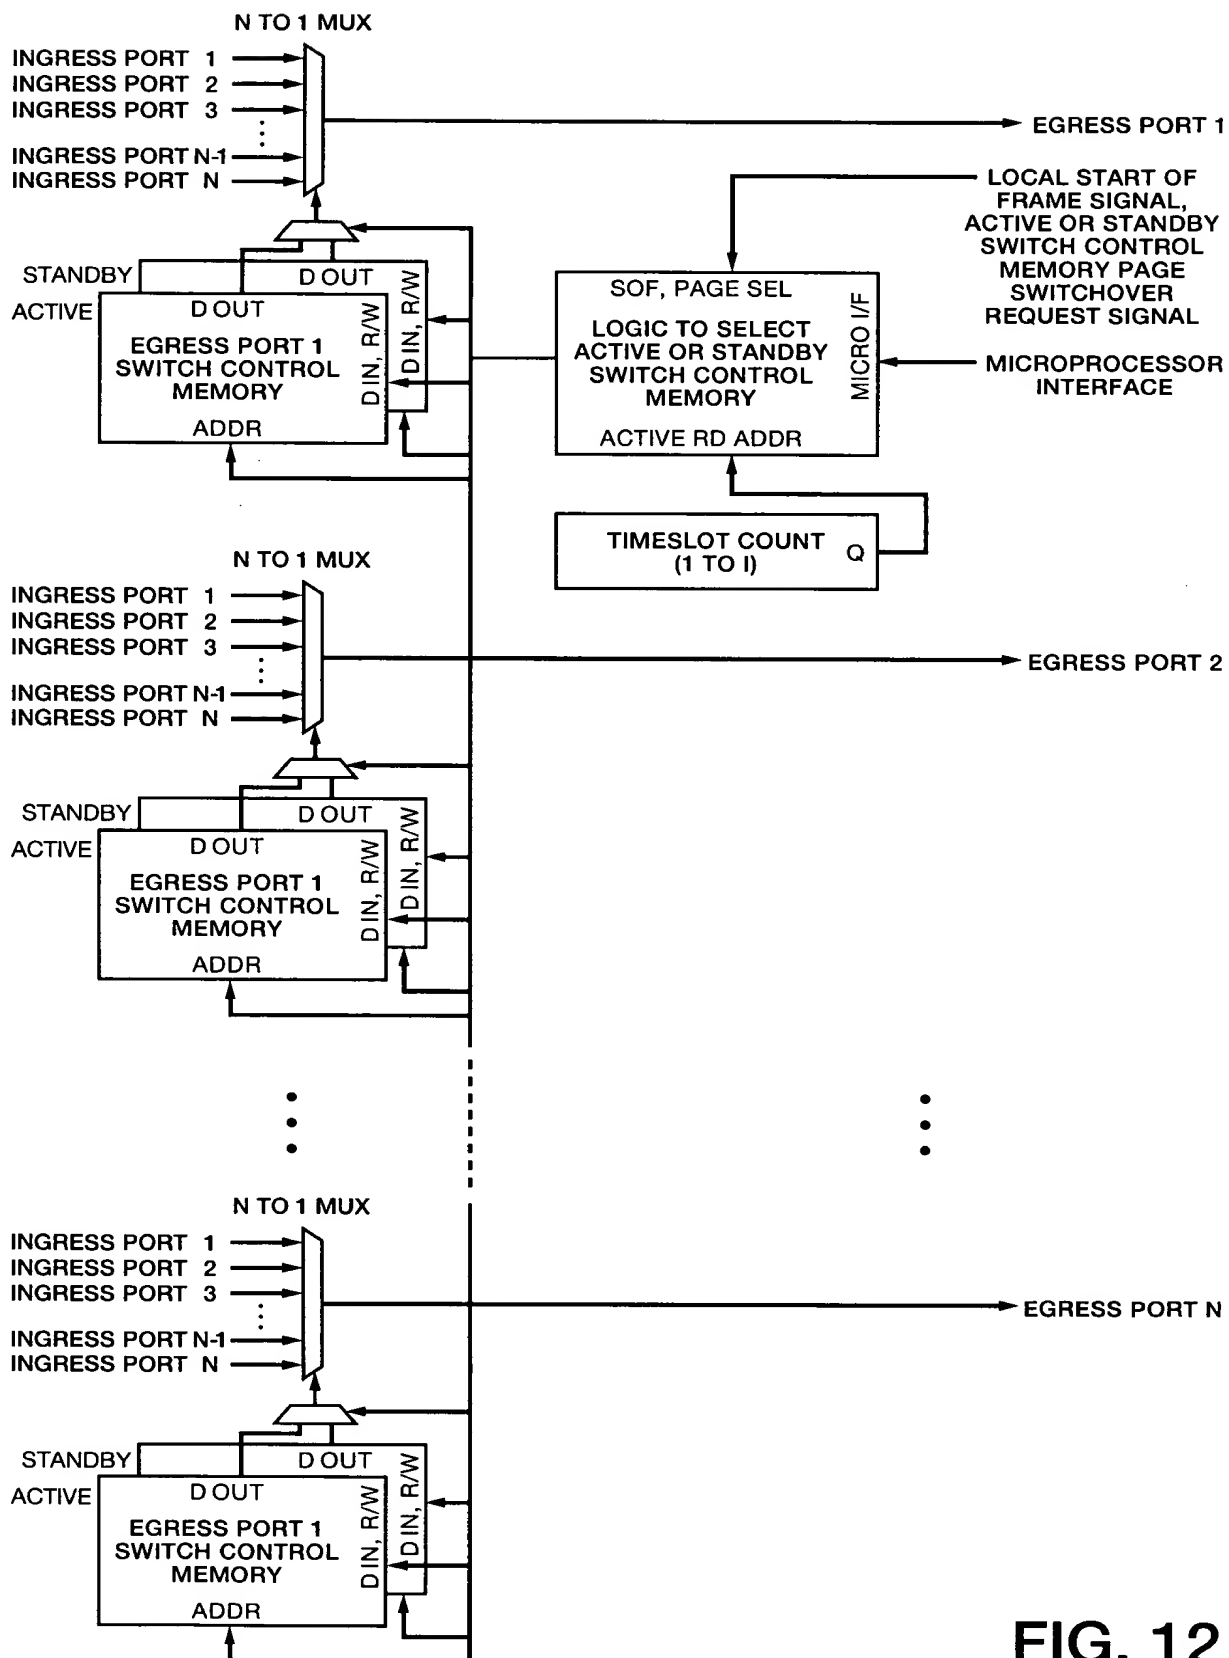 N TO 1 MUX
INGRESS PORT 1
INGRESS PORT 2
INGRESS PORT 3
INGRESS PORT N-1
INGRESS PORT N
EGRESS PORT 1
LOCAL START OF
FRAME SIGNAL,
ACTIVE OR STANDBY
SWITCH CONTROL
MEMORY PAGE
SWITCHOVER
REQUEST SIGNAL
MICROPROCESSOR
INTERFACE
STANDBY
ACTIVE
D OUT
D OUT
EGRESS PORT 1
SWITCH CONTROL
MEMORY
ADDR
D IN, R/W
D IN, R/W
SOF, PAGE SEL
LOGIC TO SELECT
ACTIVE OR STANDBY
SWITCH CONTROL
MEMORY
ACTIVE RD ADDR
MICRO I/F
TIMESLOT COUNT
(1 TO I)
Q
N TO 1 MUX
INGRESS PORT 1
INGRESS PORT 2
INGRESS PORT 3
INGRESS PORT N-1
INGRESS PORT N
EGRESS PORT 2
STANDBY
ACTIVE
D OUT
D OUT
EGRESS PORT 1
SWITCH CONTROL
MEMORY
ADDR
D IN, R/W
D IN, R/W
N TO 1 MUX
INGRESS PORT 1
INGRESS PORT 2
INGRESS PORT 3
INGRESS PORT N-1
INGRESS PORT N
EGRESS PORT N
STANDBY
ACTIVE
D OUT
D OUT
EGRESS PORT 1
SWITCH CONTROL
MEMORY
ADDR
D IN, R/W
D IN, R/W
FIG. 12